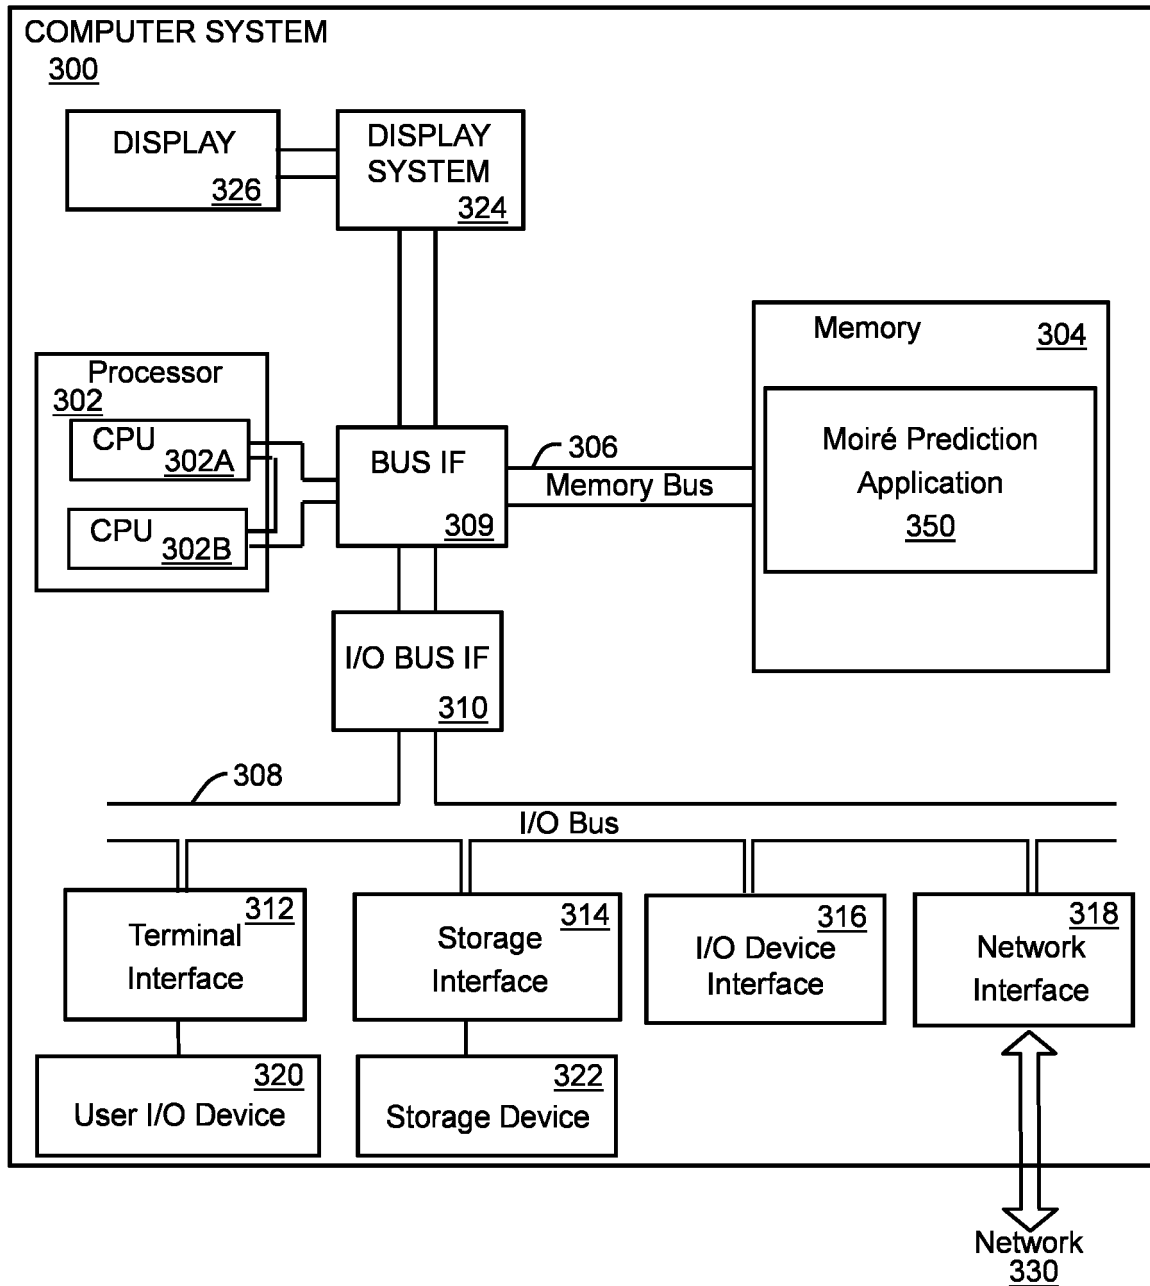 COMPUTER SYSTEM
300
DISPLAY
326
DISPLAY
SYSTEM
324
Processor
302
CPU
302A
CPU
302B
BUS IF
309
306
Memory Bus
Memory
304
Moiré Prediction
Application
350
I/O BUS IF
310
308
I/O Bus
312
Terminal
Interface
314
Storage
Interface
316
I/O Device
Interface
318
Network
Interface
320
User I/O Device
322
Storage Device
Network
330